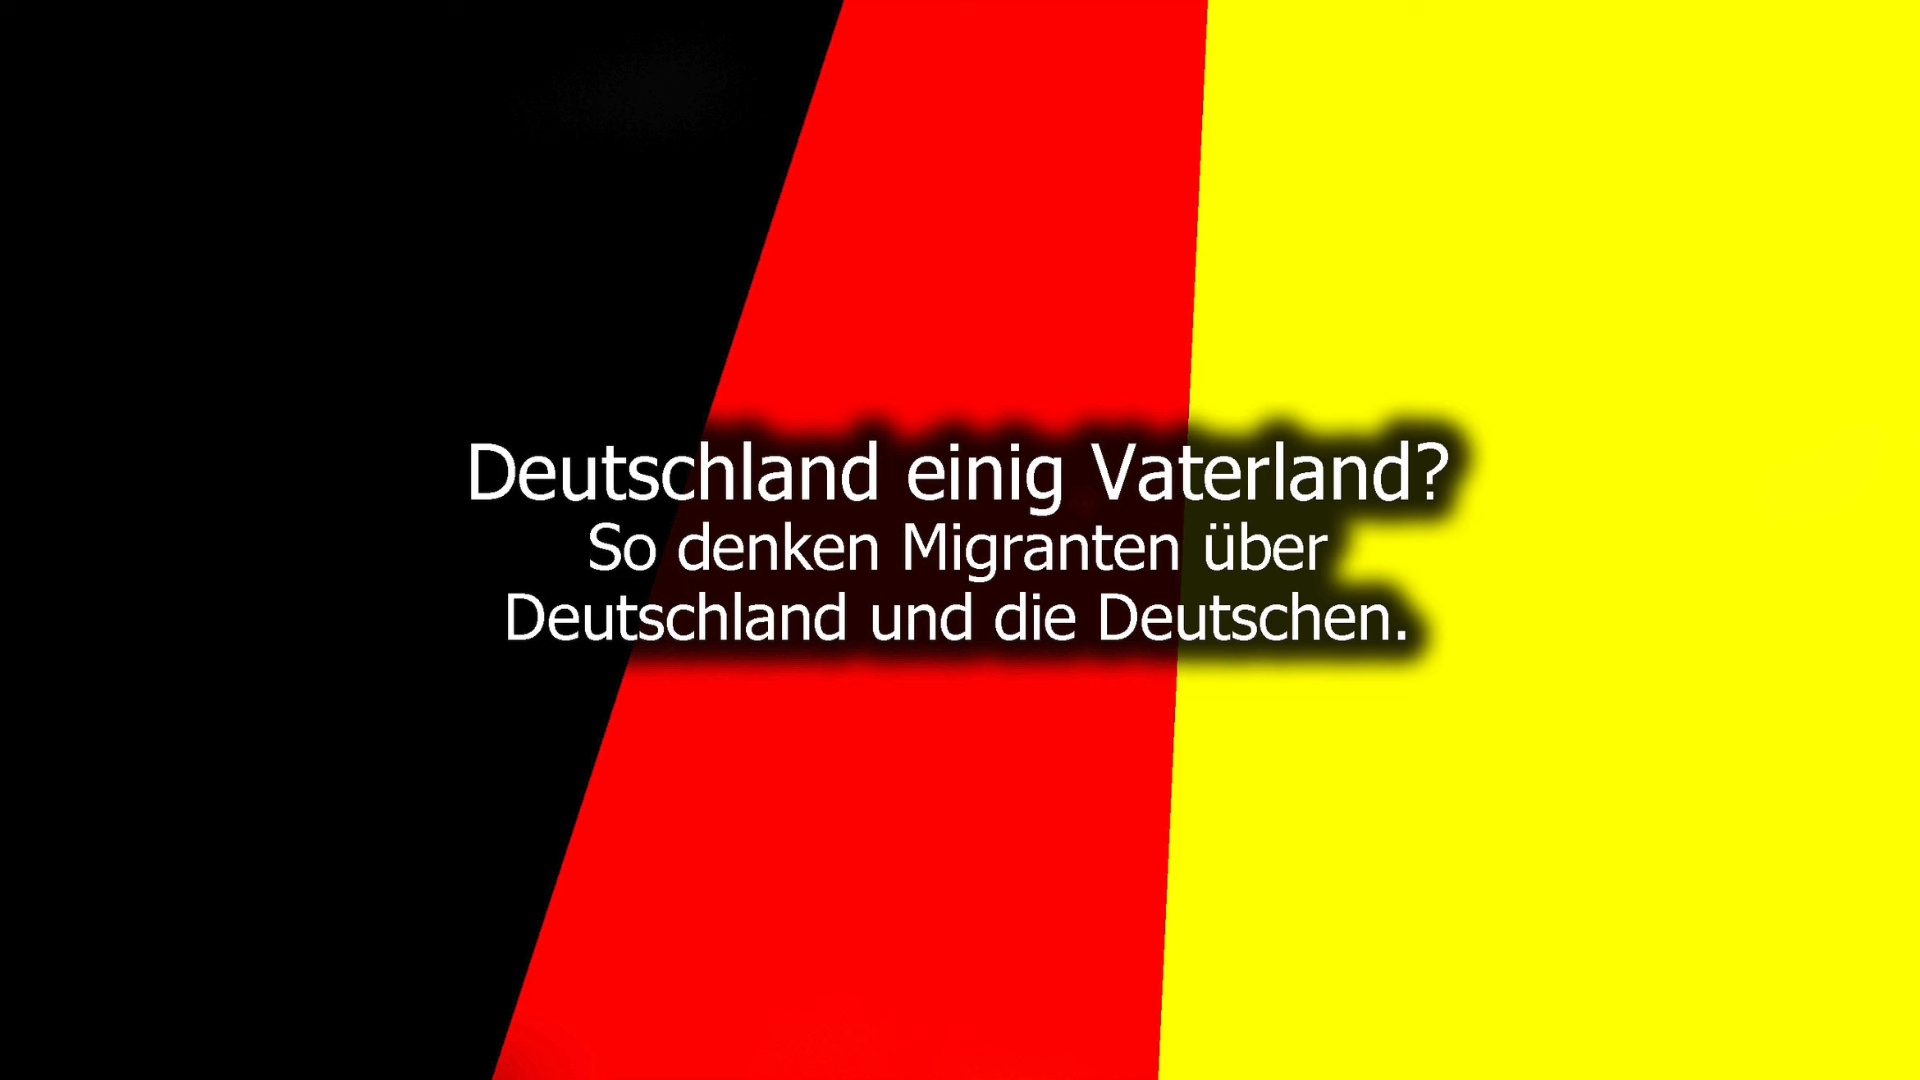 Deutschland einig Vaterland?
So denken Migranten über
Deutschland und die Deutschen.